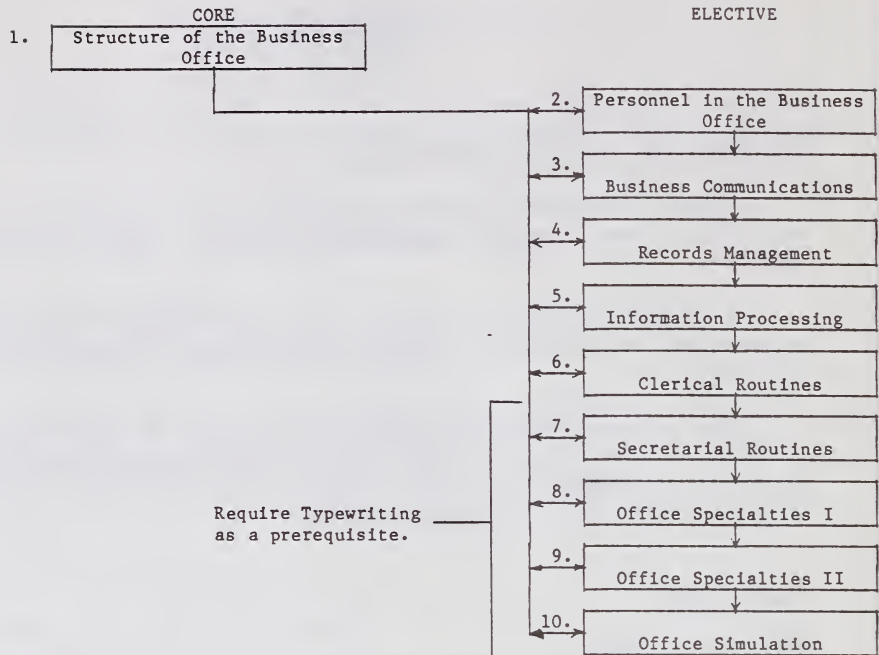 CORE
ELECTIVE
1. Structure of the Business
Office
2. Personnel in the Business
Office
3. Business Communications
4. Records Management
5. Information Processing
6. Clerical Routines
7. Secretarial Routines
Require Typewriting
as a prerequisite.
8. Office Specialties I
9. Office Specialties II
10. Office Simulation